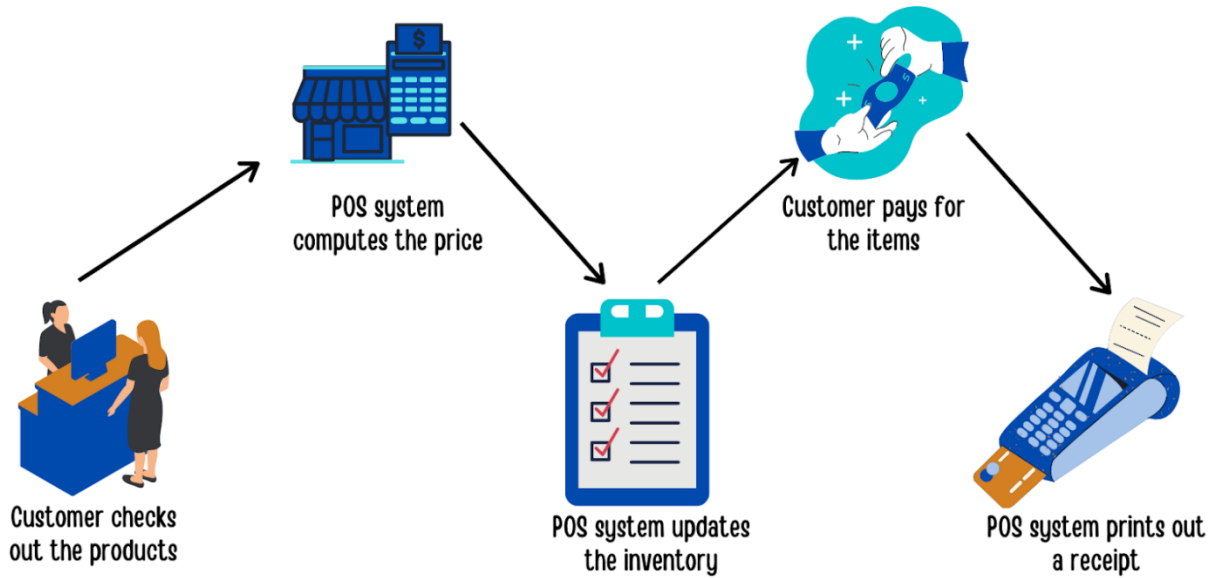 $
POS system
computes the price
Customer pays for
the items
Customer checks
out the products
POS system updates
the inventory
POS system prints out
a receipt